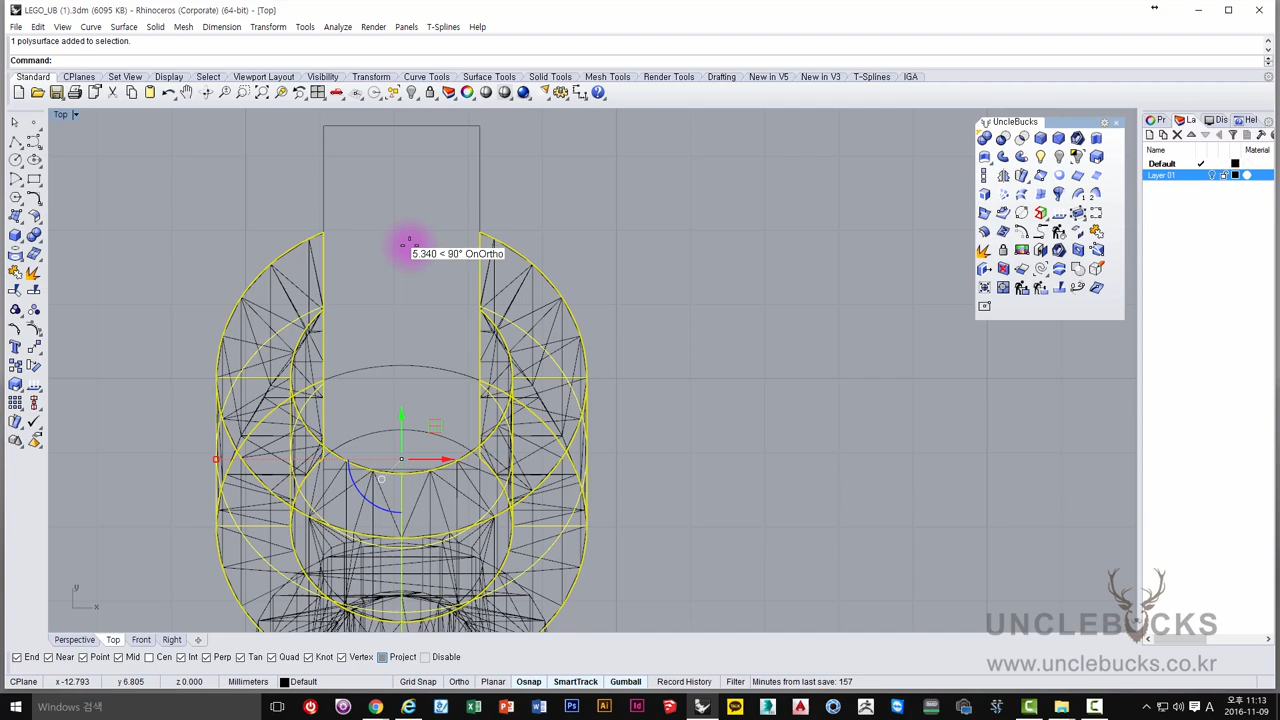 LEGO_UB (1).3dm (6095 KB) - Rhinoceros (Corporate) (64-bit) - [Top]
File Edit View Curve Surface Solid Mesh Dimension Transform Tools Analyze Render Panels T-Splines Help
1 polysurface added to selection.
Command:
Standard CPlanes Set View Display Select Viewport Layout Visibility Transform Curve Tools Surface Tools Solid Tools Mesh Tools Render Tools Drafting New in V5 New in V3 T-Splines IGA
Top
UncleBucks
Pr La Dis Hel
Name Material
Default
Layer 01
5.340 < 90° OnOrtho
y
x
UNCLEBUCKS
www.unclebucks.co.kr
Perspective Top Front Right
End Near Point Mid Cen Int Perp Tan Quad Knot Vertex Project Disable
CPlane x -12.793 y 6.805 z 0.000 Millimeters Default Grid Snap Ortho Planar Osnap SmartTrack Gumball Record History Filter Minutes from last save: 157
Windows 검색
A 오후 11:13
2016-11-09